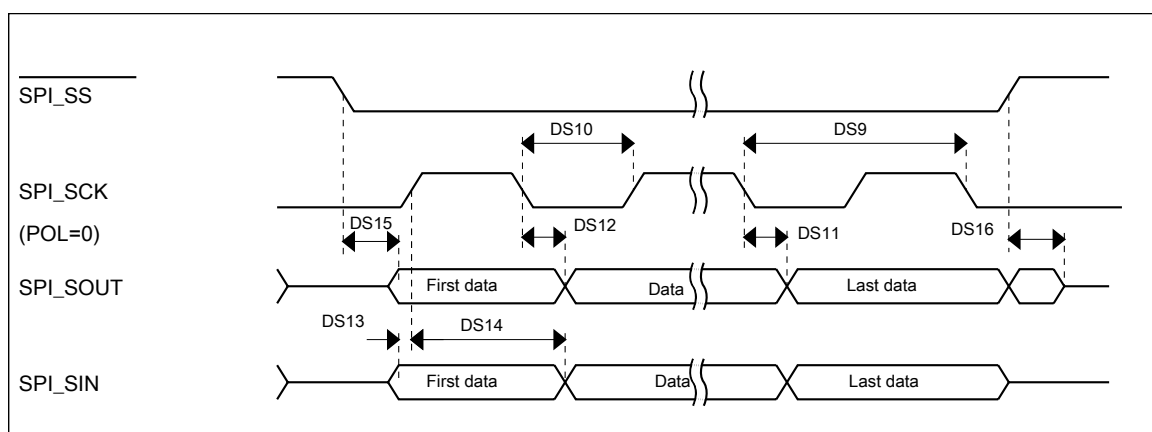 SPI_SS
DS10
DS9
SPI_SCK
(POL=0)
DS15
DS12
DS11
DS16
SPI_SOUT
First data
Data
Last data
DS13
DS14
SPI_SIN
First data
Data
Last data